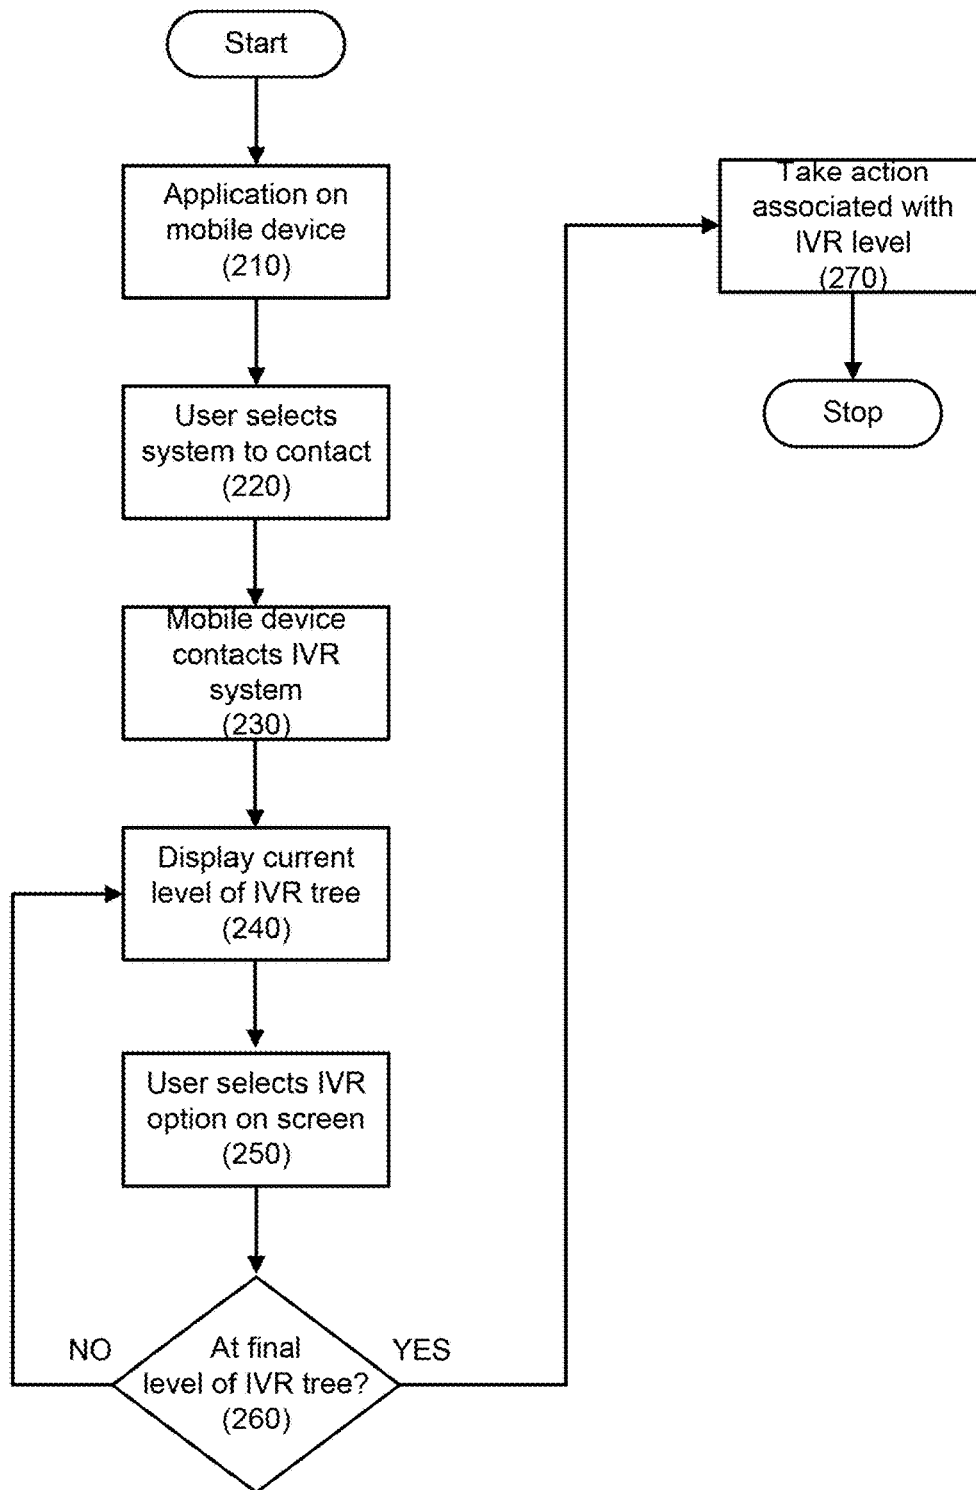 Start
Application on
mobile device
(210)
User selects
system to contact
(220)
Mobile device
contacts IVR
system
(230)
Display current
level of IVR tree
(240)
User selects IVR
option on screen
(250)
NO
At final
level of IVR tree?
(260)
YES
Take action
associated with
IVR level
(270)
Stop